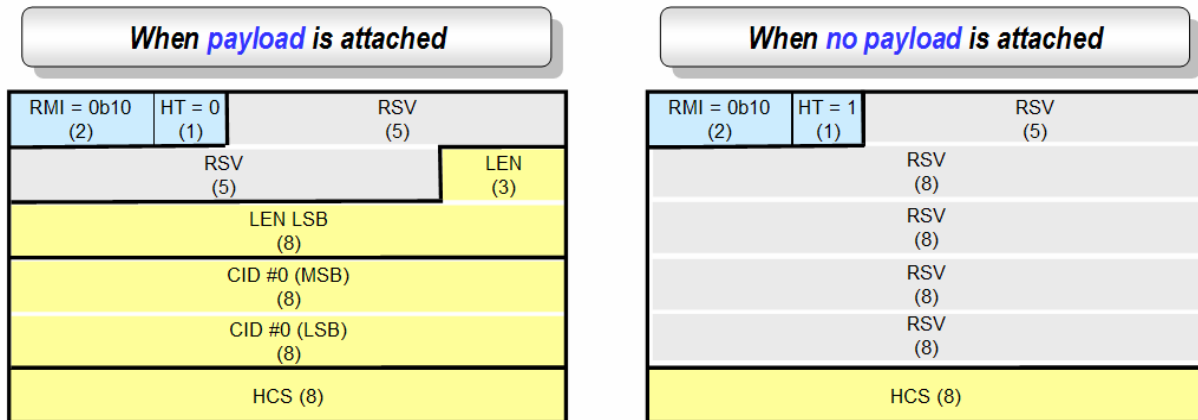 When payload is attached
RMI = 0b10 HT = 0 RSV
(2) (1) (5)
RSV LEN
(5) (3)
LEN LSB
(8)
CID #0 (MSB)
(8)
CID #0 (LSB)
(8)
HCS (8)
When no payload is attached
RMI = 0b10 HT = 1 RSV
(2) (1) (5)
RSV
(8)
RSV
(8)
RSV
(8)
RSV
(8)
HCS (8)